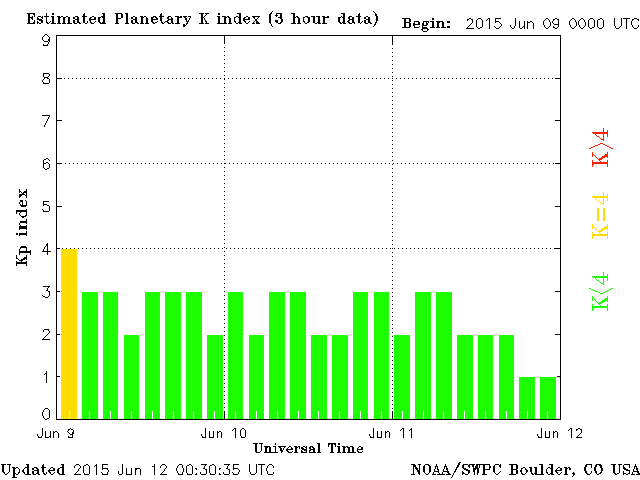 Estimated Planetary K index (3 hour data) Begin: 2015 Jun 09 0000 UTC
9
8
7
6
5
4
3
2
1
0
Kp index
K>4
K=4
K<4
Jun 9 Jun 10 Jun 11 Jun 12
Universal Time
Updated 2015 Jun 12 00:30:35 UTC NOAA/SWPC Boulder, CO USA